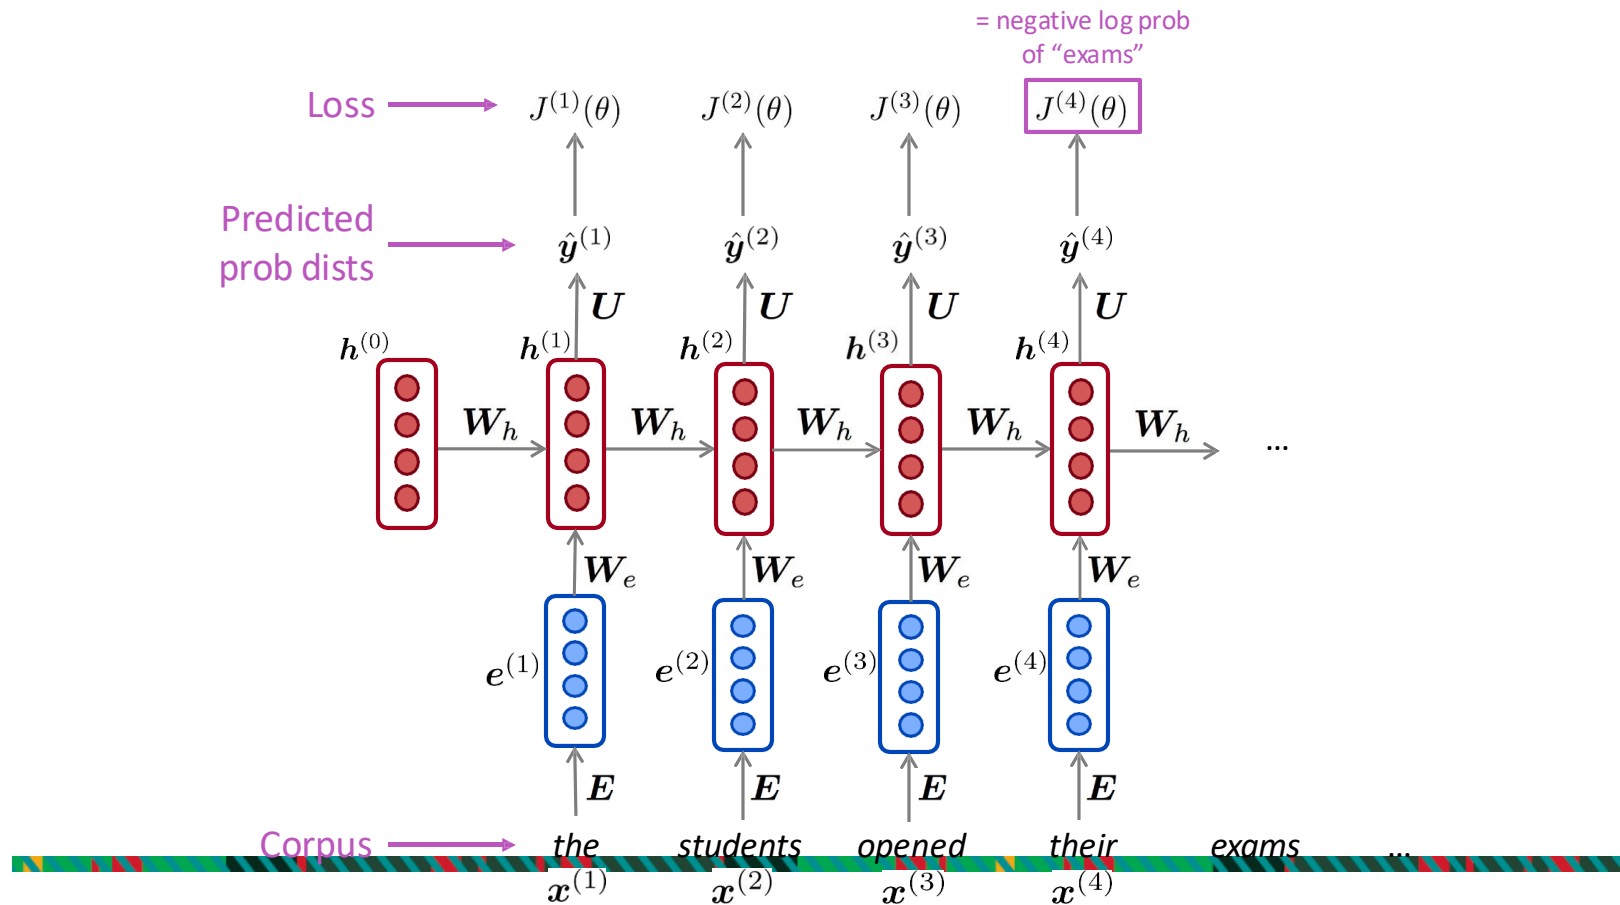 = negative log prob
of “exams”
Loss J^{(1)}(θ) J^{(2)}(θ) J^{(3)}(θ) J^{(4)}(θ)
Predicted
prob dists
ŷ^{(1)} ŷ^{(2)} ŷ^{(3)} ŷ^{(4)}
U U U U
h^{(0)} h^{(1)} h^{(2)} h^{(3)} h^{(4)}
W_h W_h W_h W_h W_h
...
W_e W_e W_e W_e
e^{(1)} e^{(2)} e^{(3)} e^{(4)}
E E E E
Corpus the students opened their exams ...
x^{(1)} x^{(2)} x^{(3)} x^{(4)}